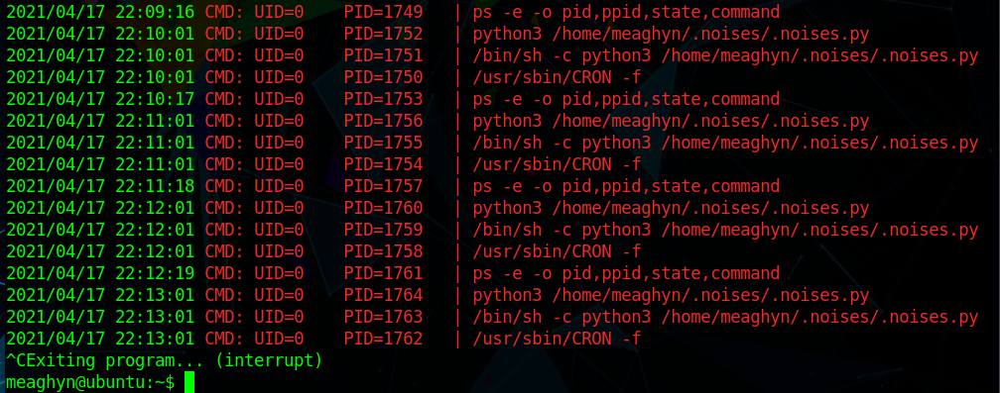 2021/04/17 22:09:16 CMD: UID=0    PID=1749   | ps -e -o pid,ppid,state,command
2021/04/17 22:10:01 CMD: UID=0    PID=1752   | python3 /home/meaghyn/.noises/.noises.py
2021/04/17 22:10:01 CMD: UID=0    PID=1751   | /bin/sh -c python3 /home/meaghyn/.noises/.noises.py
2021/04/17 22:10:01 CMD: UID=0    PID=1750   | /usr/sbin/CRON -f
2021/04/17 22:10:17 CMD: UID=0    PID=1753   | ps -e -o pid,ppid,state,command
2021/04/17 22:11:01 CMD: UID=0    PID=1756   | python3 /home/meaghyn/.noises/.noises.py
2021/04/17 22:11:01 CMD: UID=0    PID=1755   | /bin/sh -c python3 /home/meaghyn/.noises/.noises.py
2021/04/17 22:11:01 CMD: UID=0    PID=1754   | /usr/sbin/CRON -f
2021/04/17 22:11:18 CMD: UID=0    PID=1757   | ps -e -o pid,ppid,state,command
2021/04/17 22:12:01 CMD: UID=0    PID=1760   | python3 /home/meaghyn/.noises/.noises.py
2021/04/17 22:12:01 CMD: UID=0    PID=1759   | /bin/sh -c python3 /home/meaghyn/.noises/.noises.py
2021/04/17 22:12:01 CMD: UID=0    PID=1758   | /usr/sbin/CRON -f
2021/04/17 22:12:19 CMD: UID=0    PID=1761   | ps -e -o pid,ppid,state,command
2021/04/17 22:13:01 CMD: UID=0    PID=1764   | python3 /home/meaghyn/.noises/.noises.py
2021/04/17 22:13:01 CMD: UID=0    PID=1763   | /bin/sh -c python3 /home/meaghyn/.noises/.noises.py
2021/04/17 22:13:01 CMD: UID=0    PID=1762   | /usr/sbin/CRON -f
^CExiting program... (interrupt)
meaghyn@ubuntu:~$